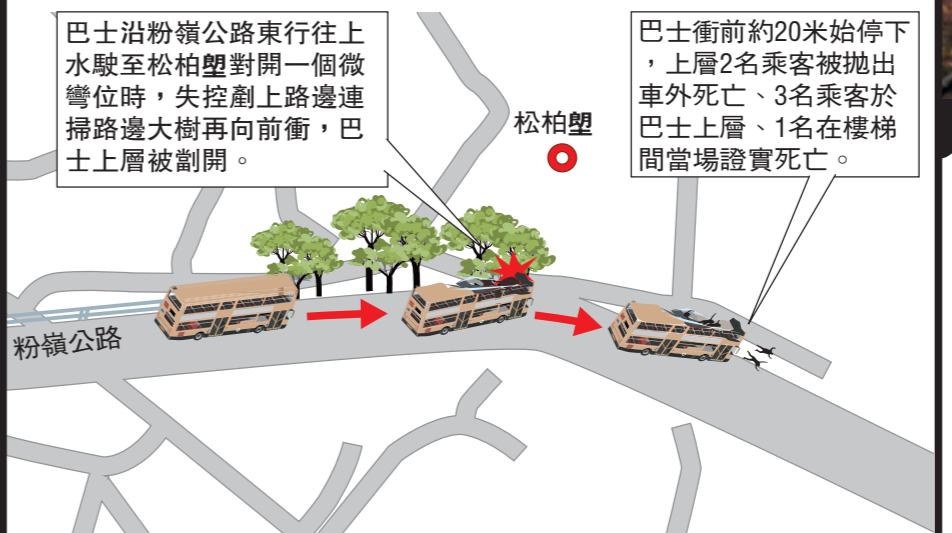 巴士沿粉嶺公路東行往上
水駛至松柏塱對開一個微
彎位時，失控剷上路邊連
掃路邊大樹再向前衝，巴
士上層被劏開。
松柏塱
巴士衝前約20米始停下
，上層2名乘客被拋出
車外死亡、3名乘客於
巴士上層、1名在樓梯
間當場證實死亡。
粉嶺公路